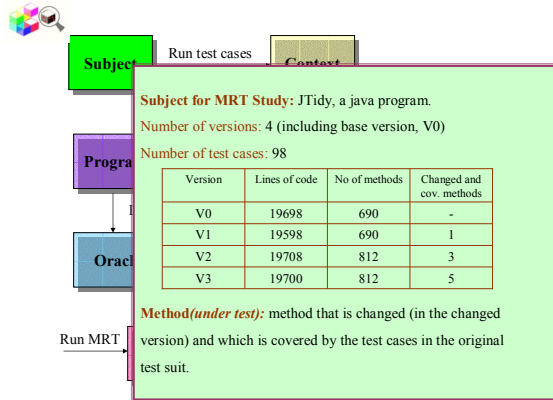 Run test cases
Subject
Subject for MRT Study: JTidy, a java program.
Number of versions: 4 (including base version, V0)
Number of test cases: 98
Version Lines of code No of methods Changed and
cov. methods
V0 19698 690 -
V1 19598 690 1
V2 19708 812 3
V3 19700 812 5
Method(under test): method that is changed (in the changed
version) and which is covered by the test cases in the original
test suit.
Run MRT